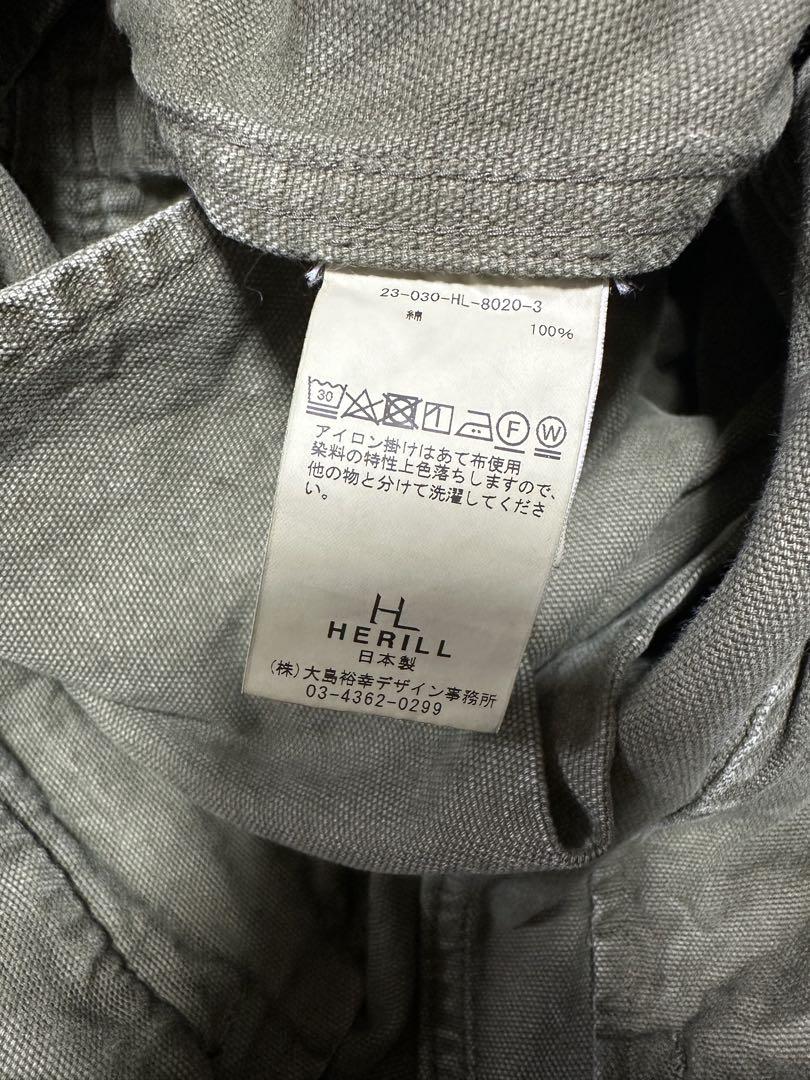 23-030-HL-8020-3
綿 100%
30 F W
アイロン掛けはあて布使用
染料の特性上色落ちしますので、
他の物と分けて洗濯してくださ
い。
HL
HERILL
日本製
(株)大島裕幸デザイン事務所
03-4362-0299